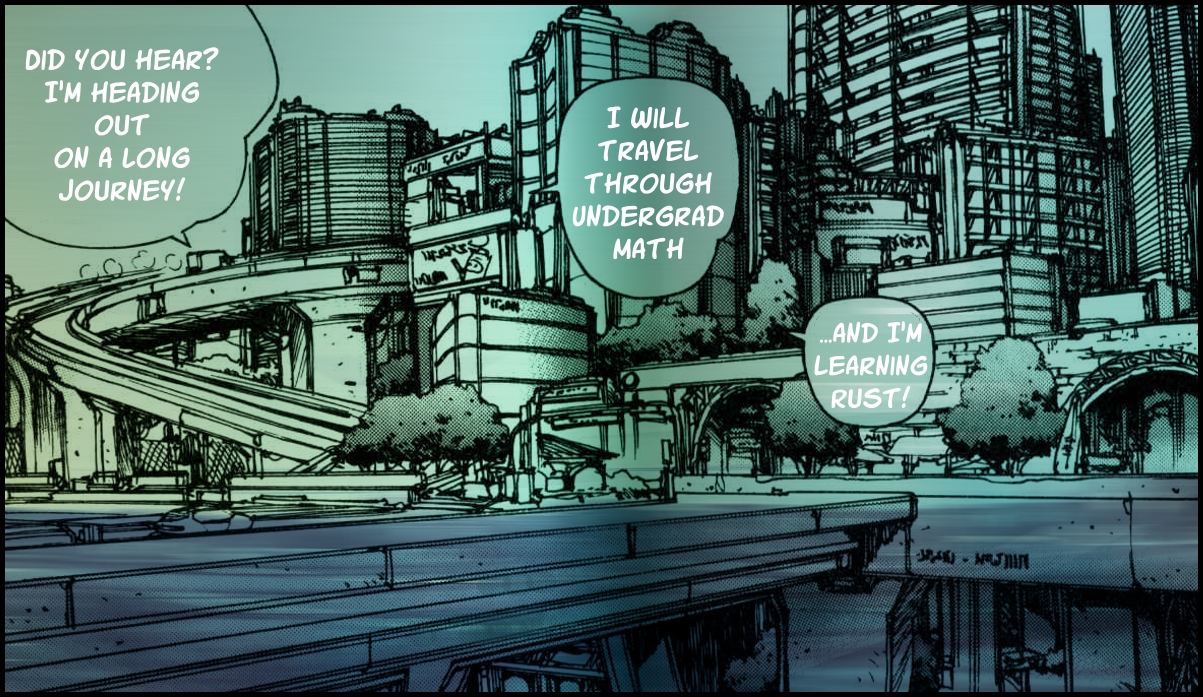 DID YOU HEAR?
I'M HEADING
OUT
ON A LONG
JOURNEY!
I WILL
TRAVEL
THROUGH
UNDERGRAD
MATH
...AND I'M
LEARNING
RUST!